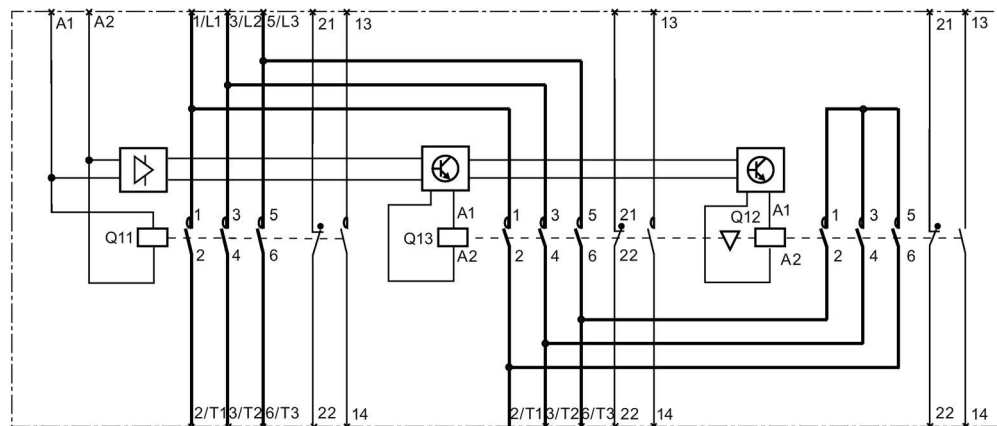 A1 A2 1/L1 3/L2 5/L3 21 13 13 21 13
1 3 5 A1 1 3 5 21 Q12 A1 1 3 5
Q11 Q13
2 4 6 A2 2 4 6 22 A2 2 4 6
2/T1 3/T2 6/T3 22 14 2/T1 3/T2 6/T3 22 14 22 14